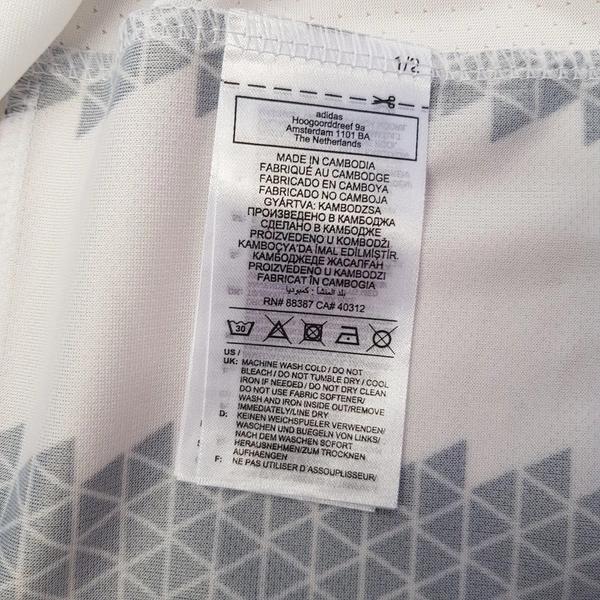 1/2
adidas
Hoogoorddreef 9a
Amsterdam 1101 BA
The Netherlands
MADE IN CAMBODIA
FABRIQUÉ AU CAMBODGE
FABRICADO EN CAMBOYA
FABRICADO NO CAMBOJA
GYÁRTVA: KAMBODZSA
ПРОИЗВЕДЕНО В КАМБОДЖА
СДЕЛАНО В КАМБОДЖЕ
PROIZVEDENO U KOMBODŽI
KAMBOÇYA'DA İMAL EDİLMİŞTİR.
КАМБОДЖЕДЕ ЖАСАЛҒАН
PROIZVEDENO U KAMBODŽI
FABRICAT ÎN CAMBOGIA
بلد المنشأ : كمبوديا
RN# 88387 CA# 40312
30
US /
UK: MACHINE WASH COLD / DO NOT
BLEACH / DO NOT TUMBLE DRY / COOL
IRON IF NEEDED / DO NOT DRY CLEAN
DO NOT USE FABRIC SOFTENER/
WASH AND IRON INSIDE OUT/REMOVE
IMMEDIATELY/LINE DRY
D: KEINEN WEICHSPUELER VERWENDEN/
WASCHEN UND BUEGELN VON LINKS/
NACH DEM WASCHEN SOFORT
HERAUSNEHMEN/ZUM TROCKNEN
AUFHAENGEN
F: NE PAS UTILISER D'ASSOUPLISSEUR/